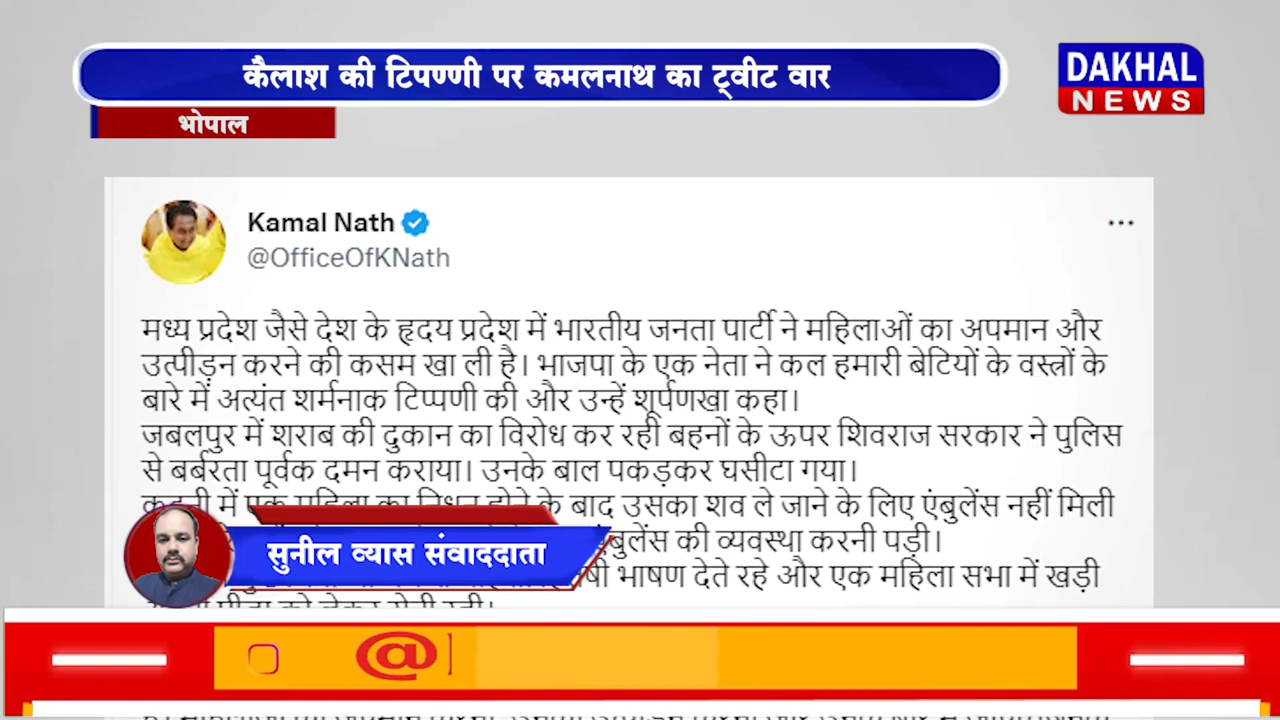 कैलाश की टिपण्णी पर कमलनाथ का ट्वीट वार
DAKHAL
NEWS
भोपाल
Kamal Nath
@OfficeOfKNath
मध्य प्रदेश जैसे देश के हृदय प्रदेश में भारतीय जनता पार्टी ने महिलाओं का अपमान और
उत्पीड़न करने की कसम खा ली है। भाजपा के एक नेता ने कल हमारी बेटियों के वस्त्रों के
बारे में अत्यंत शर्मनाक टिप्पणी की और उन्हें शूर्पणखा कहा।
जबलपुर में शराब की दुकान का विरोध कर रही बहनों के ऊपर शिवराज सरकार ने पुलिस
से बर्बरता पूर्वक दमन कराया। उनके बाल पकड़कर घसीटा गया।
में एक महिला का निधन होने के बाद उसका शव ले जाने के लिए एंबुलेंस नहीं मिली
एंबुलेंस की व्यवस्था करनी पड़ी।
भाषण देते रहे और एक महिला सभा में खड़ी
सुनील व्यास संवाददाता
@